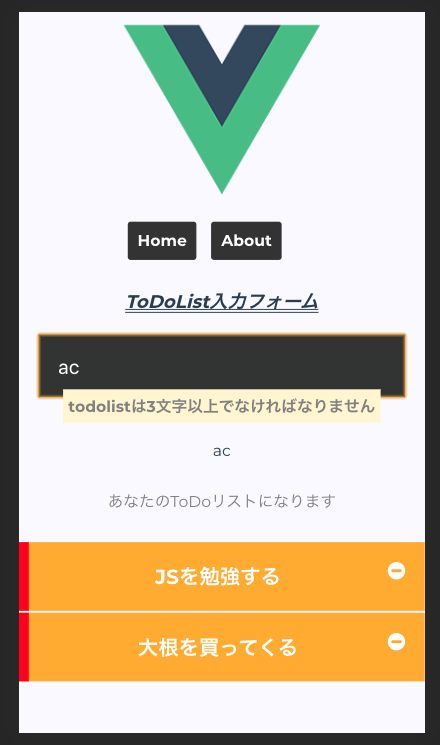 Home About
ToDoList入力フォーム
ac
todolistは3文字以上でなければなりません
ac
あなたのToDoリストになります
JSを勉強する
大根を買ってくる